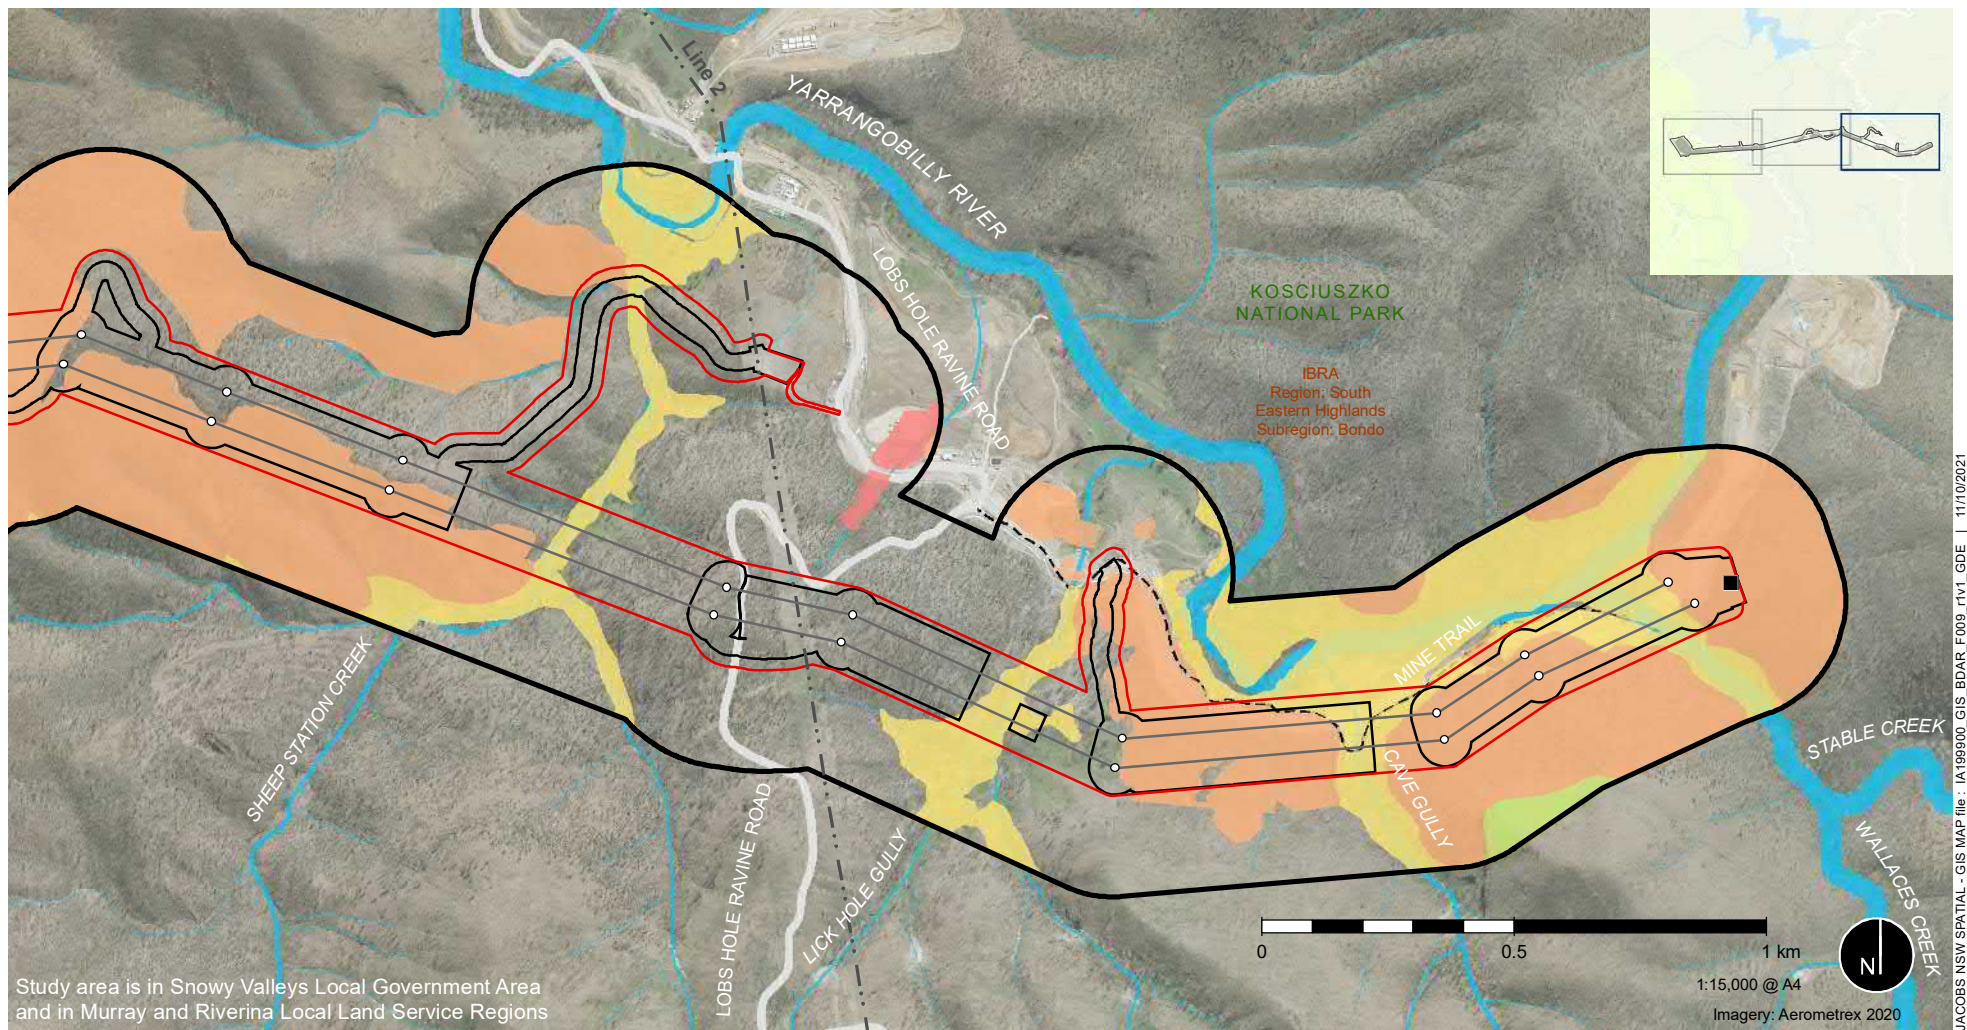 Line 2
YARRANGOBILLY RIVER
LOBS HOLE RAVINE ROAD
KOSCIUSZKO
NATIONAL PARK
IBRA
Region: South
Eastern Highlands
Subregion: Bondo
MINE TRAIL
CAVE GULLY
STABLE CREEK
WALLACES CREEK
SHEEP STATION CREEK
LOBS HOLE RAVINE ROAD
LICK HOLE GULLY
0 0.5 1 km
1:15,000 @ A4
Imagery: Aerometrex 2020
N
Study area is in Snowy Valleys Local Government Area
and in Murray and Riverina Local Land Service Regions
JACOBS NSW SPATIAL - GIS MAP file : IA199900_GIS_BDAR_F009_r1v1_GDE | 11/10/2021